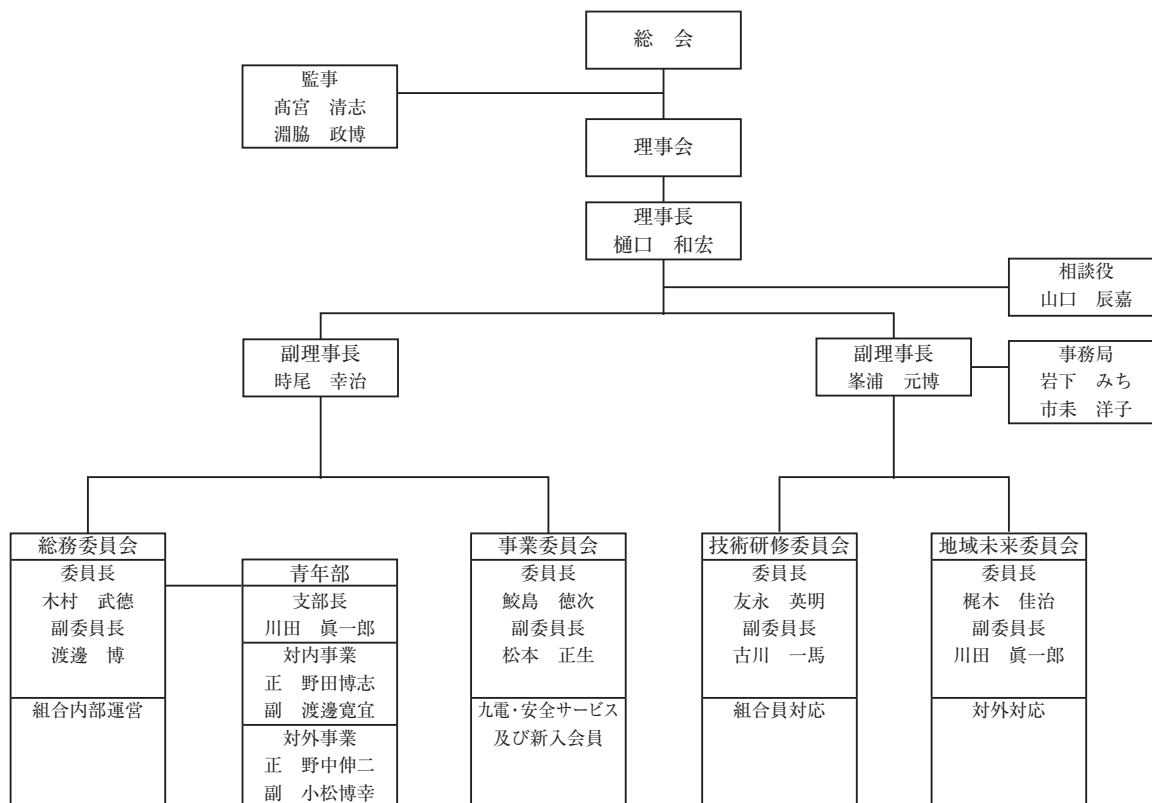 総　会
監事
髙宮　清志
淵脇　政博
理事会
理事長
樋口　和宏
相談役
山口　辰嘉
副理事長
時尾　幸治
副理事長
峯浦　元博
事務局
岩下　みち
市耒　洋子
総務委員会
委員長
木村　武德
副委員長
渡邊　博
組合内部運営
青年部
支部長
川田　眞一郎
対内事業
正　野田博志
副　渡邊寛宜
対外事業
正　野中伸二
副　小松博幸
事業委員会
委員長
鮫島　徳次
副委員長
松本　正生
九電・安全サービス
及び新入会員
技術研修委員会
委員長
友永　英明
副委員長
古川　一馬
組合員対応
地域未来委員会
委員長
梶木　佳治
副委員長
川田　眞一郎
対外対応